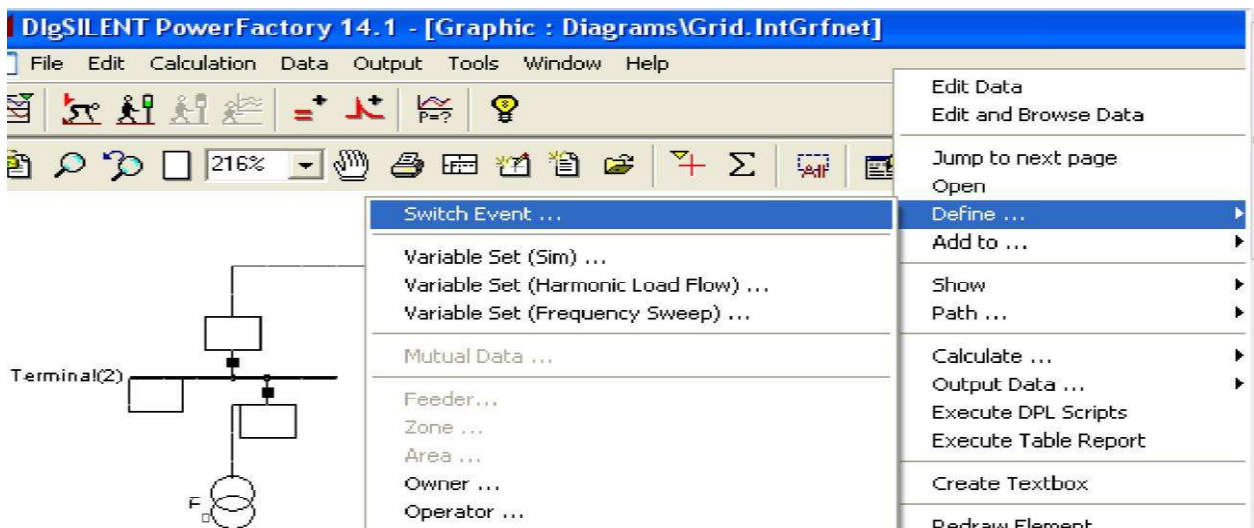 DIgSILENT PowerFactory 14.1 - [Graphic : Diagrams\Grid.IntGrfnet]
File Edit Calculation Data Output Tools Window Help
P=?
216%
Edit Data
Edit and Browse Data
Jump to next page
Open
Define ...
Add to ...
Show
Path ...
Calculate ...
Output Data ...
Execute DPL Scripts
Execute Table Report
Create Textbox
Redraw Element
Switch Event ...
Variable Set (Sim) ...
Variable Set (Harmonic Load Flow) ...
Variable Set (Frequency Sweep) ...
Mutual Data ...
Feeder...
Zone ...
Area ...
Owner ...
Operator ...
Terminal(2)